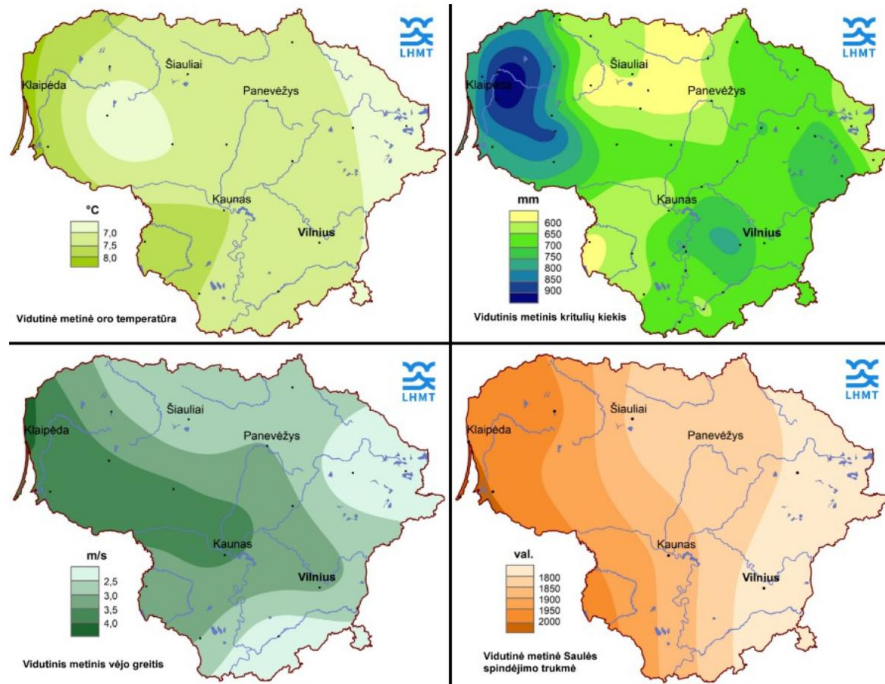 LHMT
Klaipėda
Šiauliai
Panevėžys
Kaunas
Vilnius
°C
7,0
7,5
8,0
Vidutinė metinė oro temperatūra
LHMT
Klaipėda
Šiauliai
Panevėžys
Kaunas
Vilnius
mm
600
650
700
750
800
850
900
Vidutinis metinis kritulių kiekis
LHMT
Klaipėda
Šiauliai
Panevėžys
Kaunas
Vilnius
m/s
2,5
3,0
3,5
4,0
Vidutinis metinis vėjo greitis
LHMT
Klaipėda
Šiauliai
Panevėžys
Kaunas
Vilnius
val.
1800
1850
1900
1950
2000
Vidutinė metinė Saulės
spindėjimo trukmė